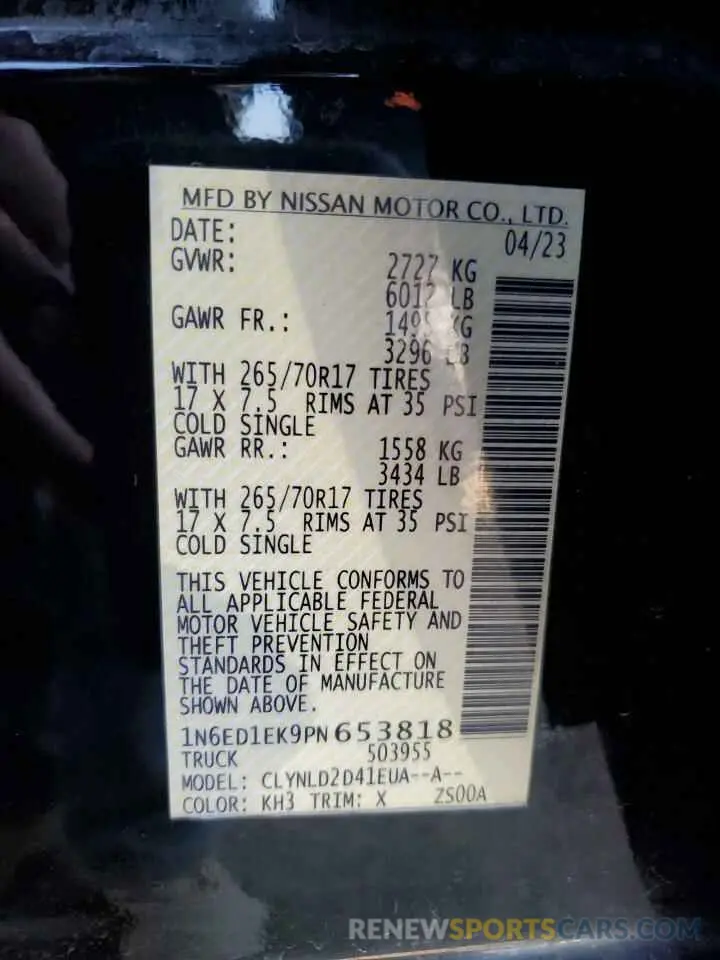 MFD BY NISSAN MOTOR CO., LTD.
DATE: 04/23
GVWR: 2727 KG
6012 LB
GAWR FR.: 1495 KG
3296 LB
WITH 265/70R17 TIRES
17 X 7.5 RIMS AT 35 PSI
COLD SINGLE
GAWR RR.: 1558 KG
3434 LB
WITH 265/70R17 TIRES
17 X 7.5 RIMS AT 35 PSI
COLD SINGLE
THIS VEHICLE CONFORMS TO
ALL APPLICABLE FEDERAL
MOTOR VEHICLE SAFETY AND
THEFT PREVENTION
STANDARDS IN EFFECT ON
THE DATE OF MANUFACTURE
SHOWN ABOVE.
1N6ED1EK9PN653818
TRUCK 503955
MODEL: CLYNLD2D41EUA--A--
COLOR: KH3 TRIM: X ZS00A
RENEWSPORTSCARS.COM